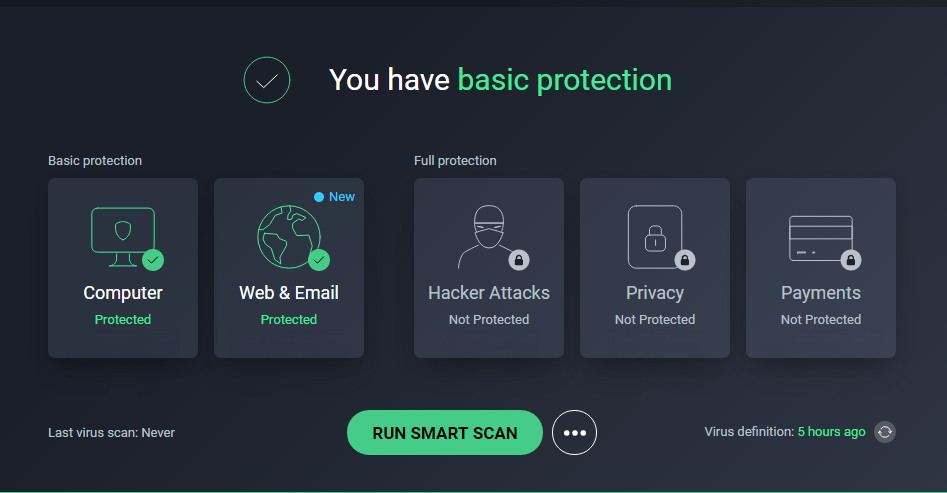 You have basic protection
Basic protection
Full protection
New
Computer
Protected
Web & Email
Protected
Hacker Attacks
Not Protected
Privacy
Not Protected
Payments
Not Protected
Last virus scan: Never
RUN SMART SCAN
Virus definition: 5 hours ago